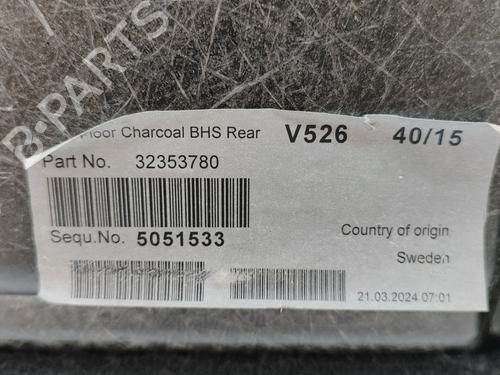 B-PARTS
Floor Charcoal BHS Rear V526 40/15
Part No. 32353780
Sequ.No. 5051533
Country of origin
Sweden
21.03.2024 07:01